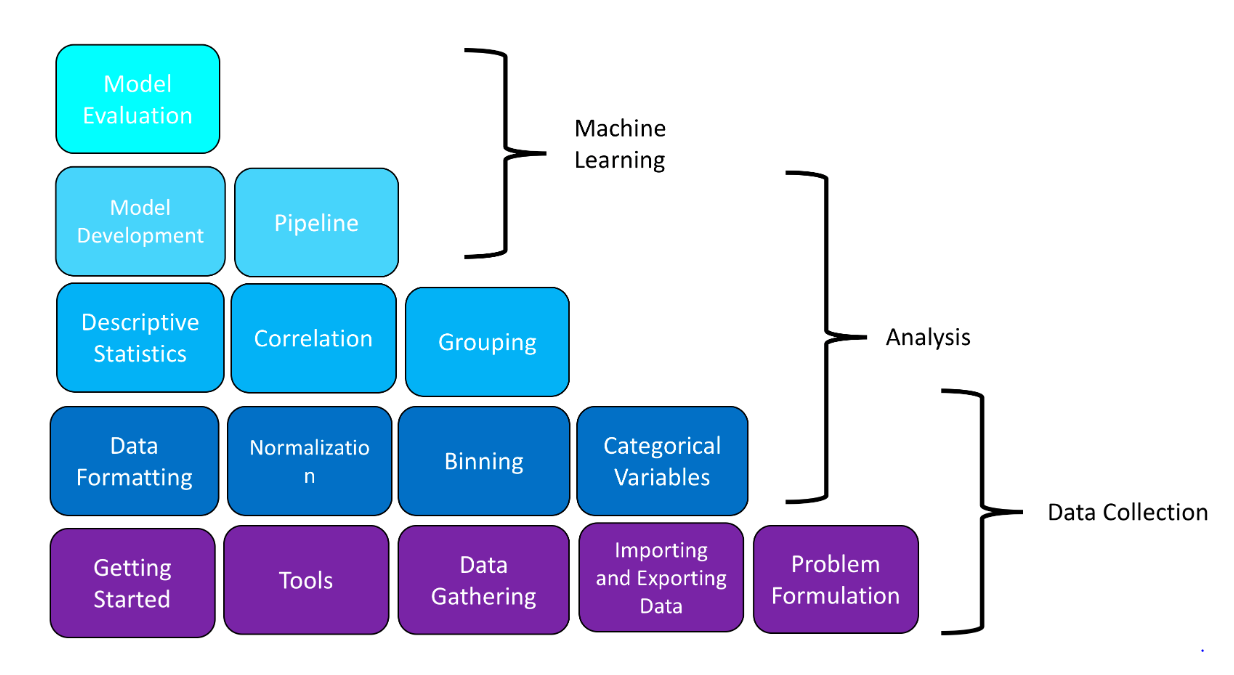 Model
Evaluation
Machine
Learning
Model
Development
Pipeline
Descriptive
Statistics
Correlation
Grouping
Analysis
Data
Formatting
Normalizatio
n
Binning
Categorical
Variables
Data Collection
Getting
Started
Tools
Data
Gathering
Importing
and Exporting
Data
Problem
Formulation